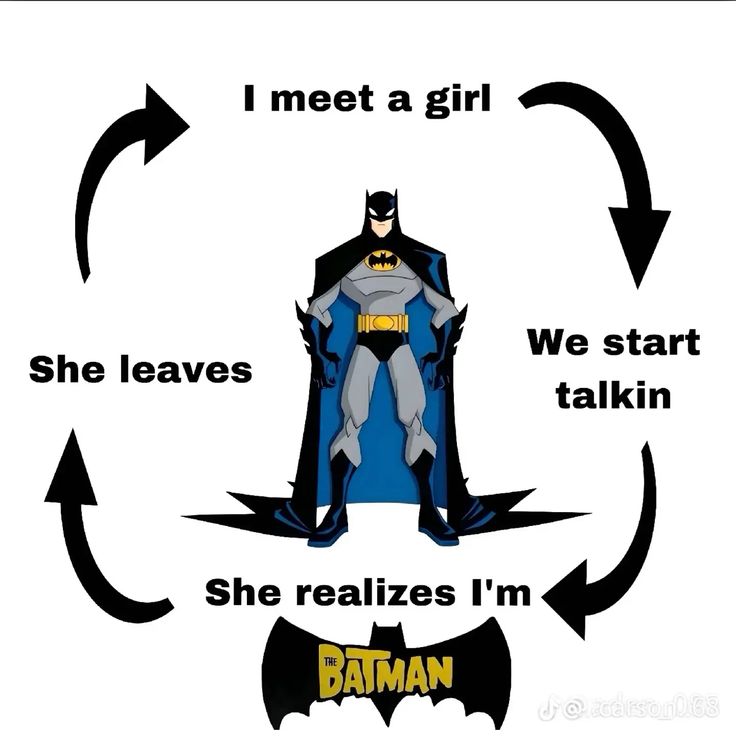 I meet a girl
We start
talkin
She realizes I'm
THE
BATMAN
She leaves